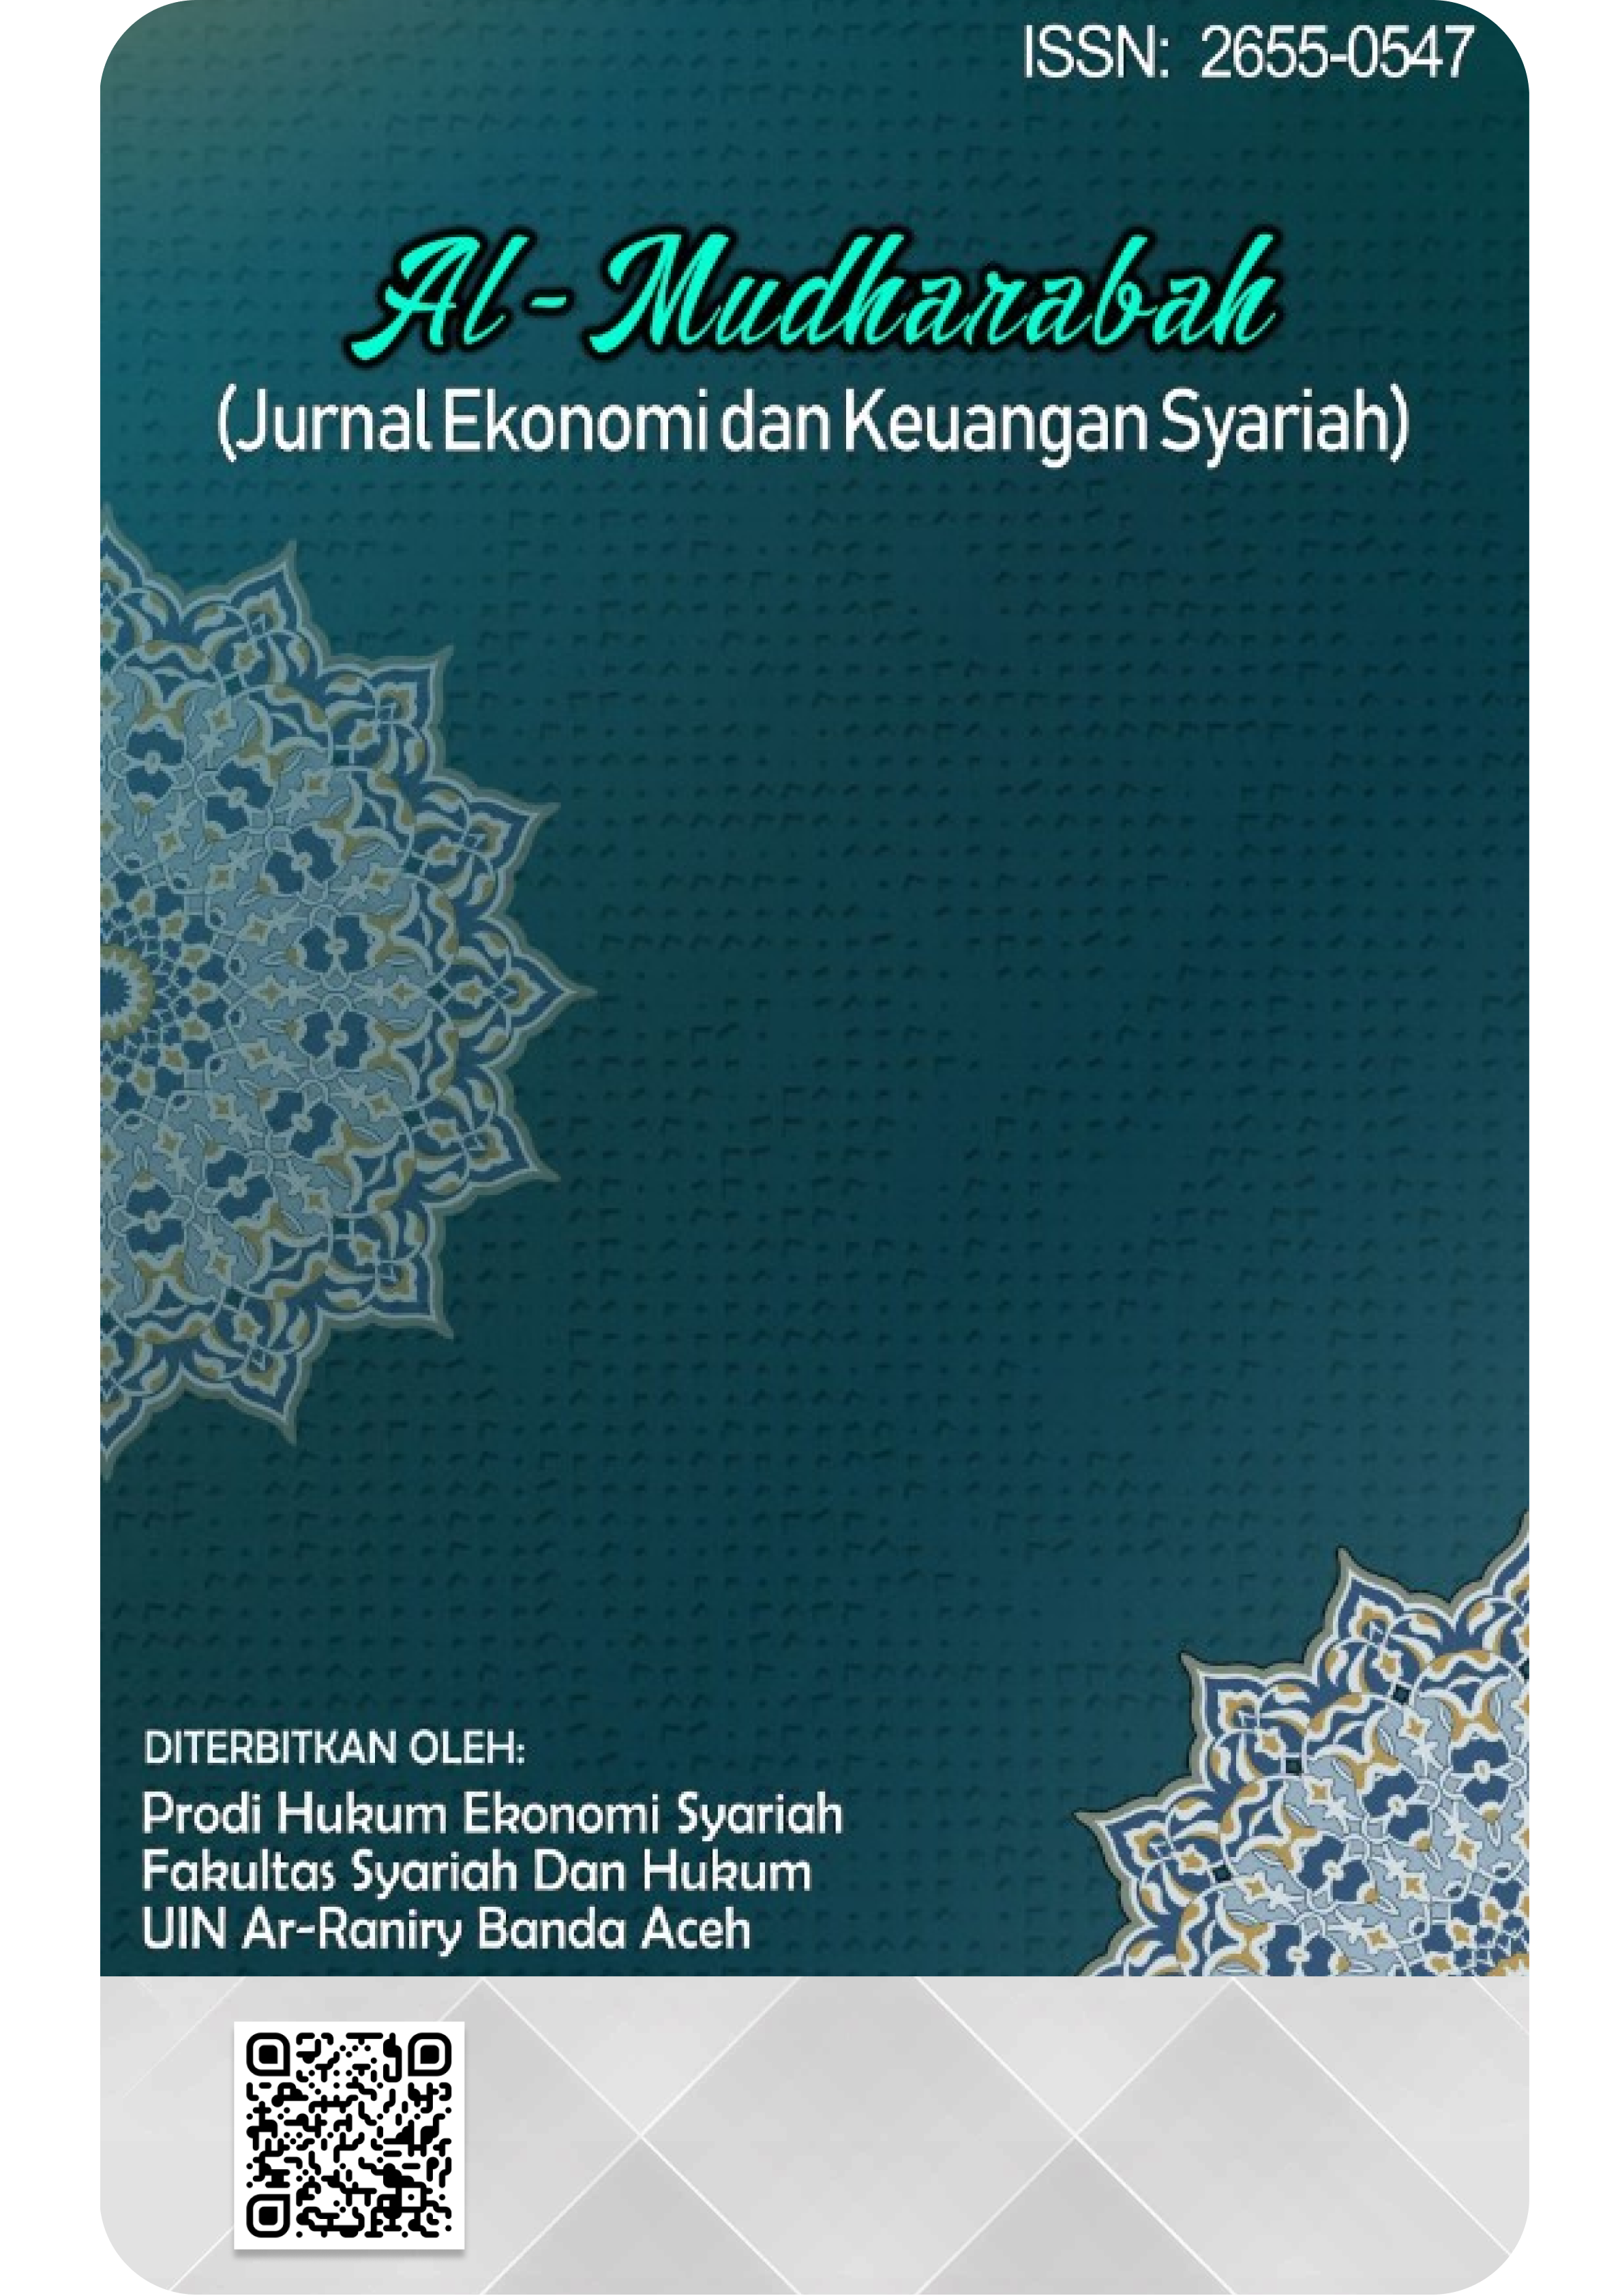 ISSN: 2655-0547
Al-Mudharabah
(Jurnal Ekonomi dan Keuangan Syariah)
DITERBITKAN OLEH:
Prodi Hukum Ekonomi Syariah
Fakultas Syariah Dan Hukum
UIN Ar-Raniry Banda Aceh